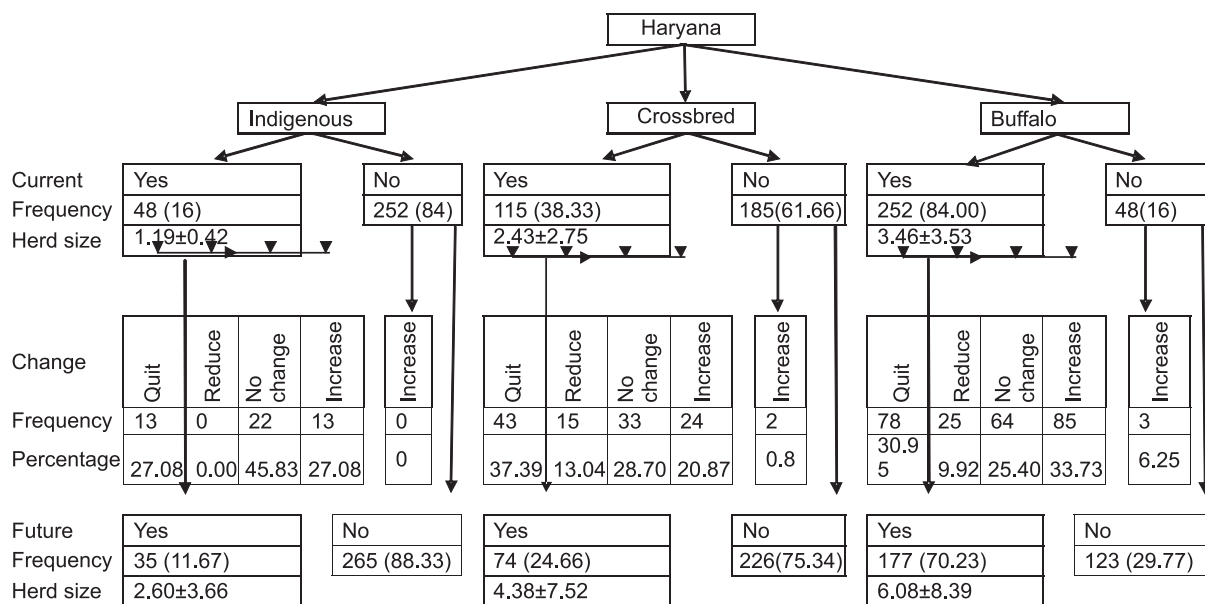 Haryana
Indigenous Crossbred Buffalo
Current Yes No Yes No Yes No
Frequency 48 (16) 252 (84) 115 (38.33) 185(61.66) 252 (84.00) 48(16)
Herd size 1.19±0.42 2.43±2.75 3.46±3.53
Change Quit Reduce No change Increase Increase Quit Reduce No change Increase Increase Quit Reduce No change Increase Increase
Frequency 13 0 22 13 0 43 15 33 24 2 78 25 64 85 3
Percentage 27.08 0.00 45.83 27.08 0 37.39 13.04 28.70 20.87 0.8 30.95 9.92 25.40 33.73 6.25
Future Yes No Yes No Yes No
Frequency 35 (11.67) 265 (88.33) 74 (24.66) 226(75.34) 177 (70.23) 123 (29.77)
Herd size 2.60±3.66 4.38±7.52 6.08±8.39